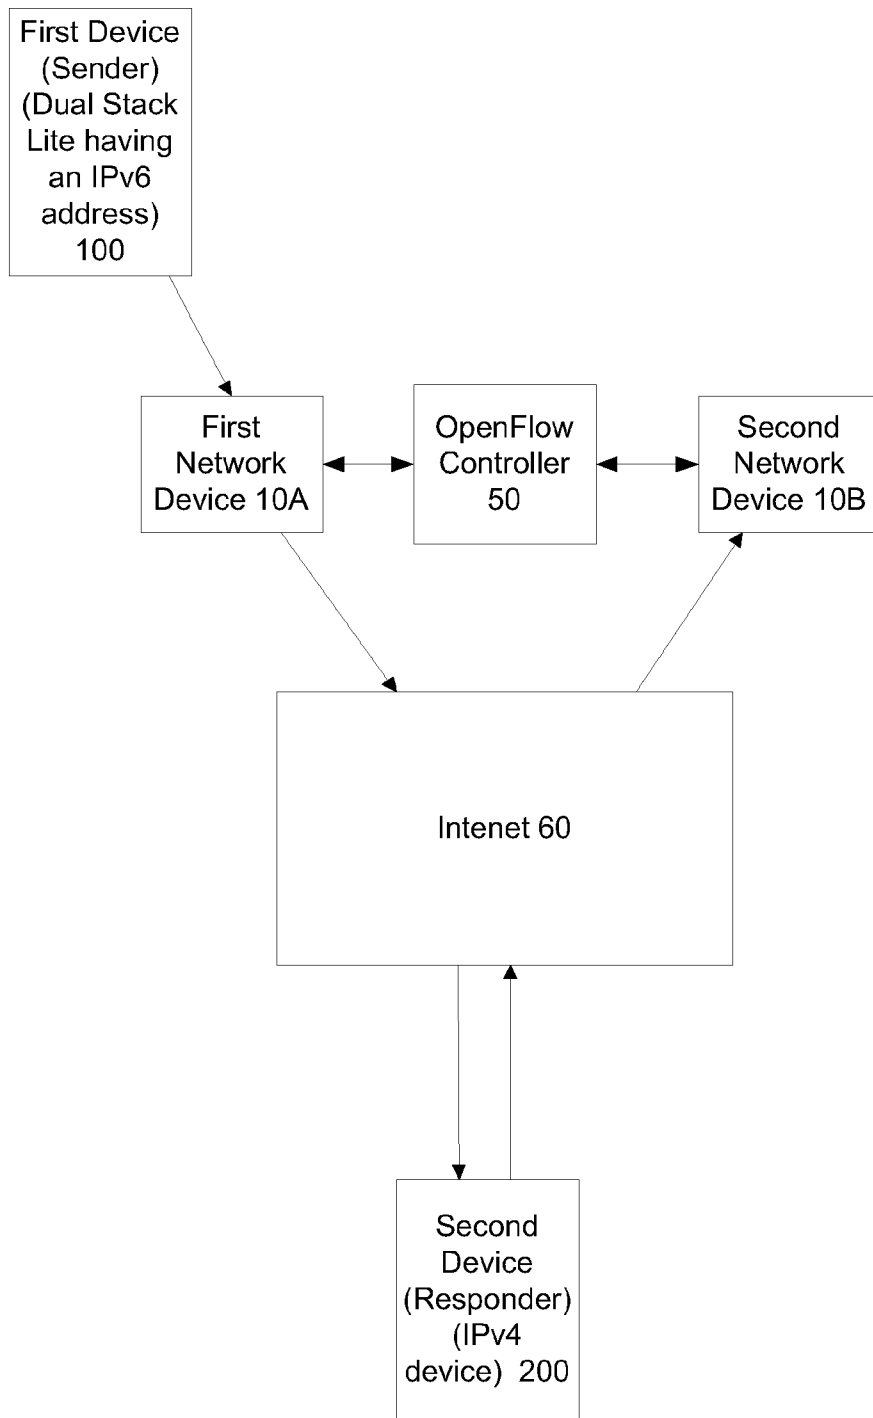 First Device
(Sender)
(Dual Stack
Lite having
an IPv6
address)
100
First
Network
Device 10A
OpenFlow
Controller
50
Second
Network
Device 10B
Intenet 60
Second
Device
(Responder)
(IPv4
device) 200